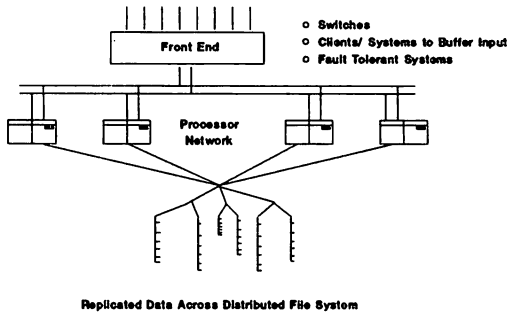 Front End
o Switches
o Clients/ Systems to Buffer Input
o Fault Tolerant Systems
Processor
Network
Replicated Data Across Distributed File System